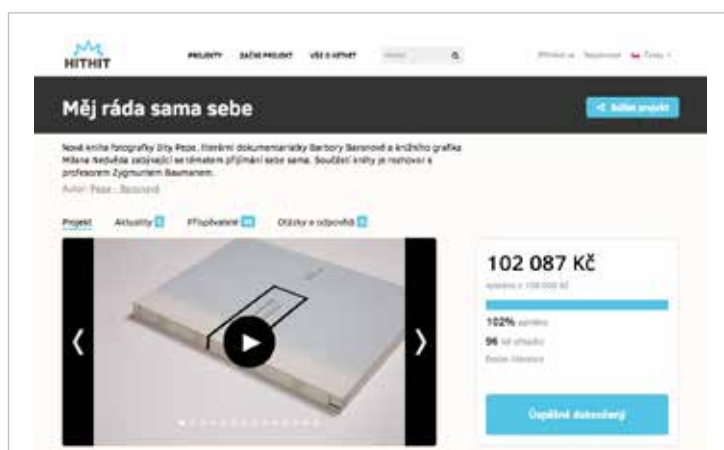 HITHIT
PROJEKTY ZAČNI PROJEKT VŠE O HITHIT
Česky
Měj ráda sama sebe
Sdílet projekt
Nová kniha fotografky Dity Pepe, literární dokumentaristky Barbory Baronové a knižního grafika
Milana Nedvěda zabývající se tématem přijímání sebe sama. Součástí knihy je rozhovor s
profesorem Zygmuntem Baumanem.
Autor: Pepe - Baronová
Projekt Aktuality Přispěvatelé Otázky a odpovědi
102 087 Kč
102%
96
Úspěšně dokončený